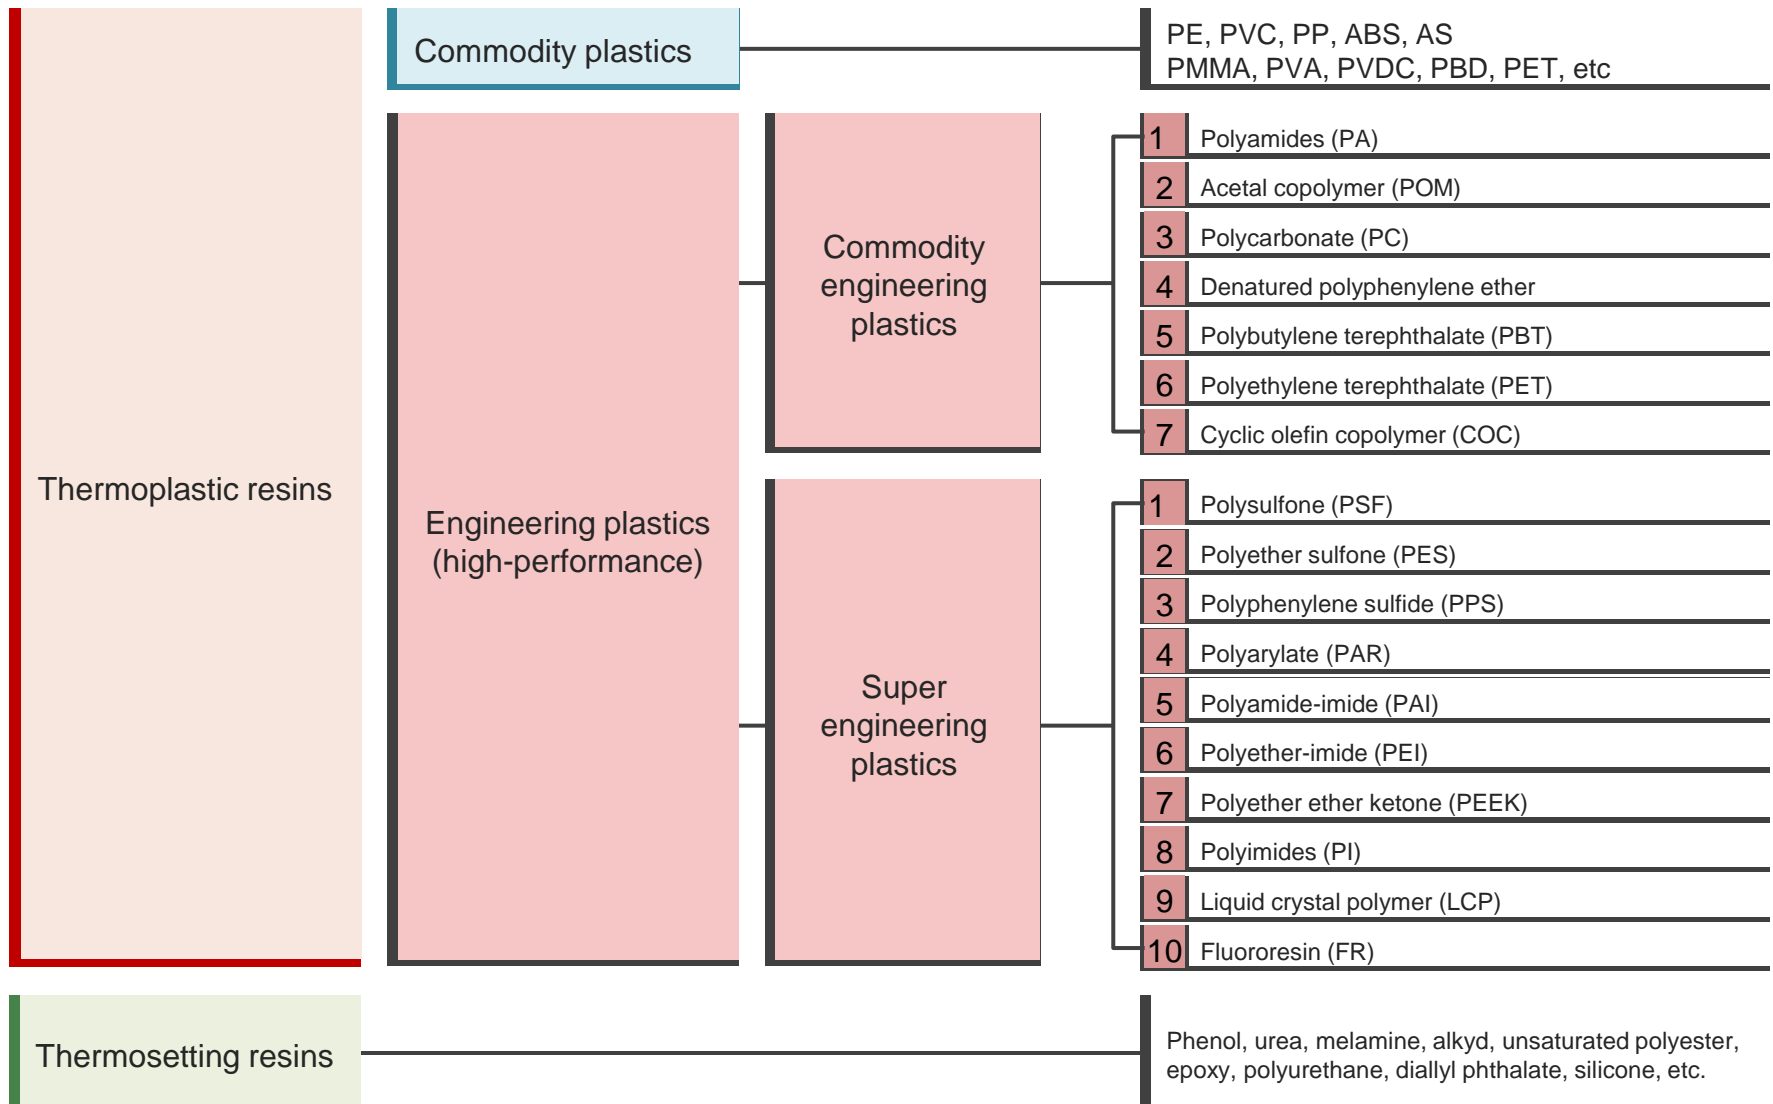 Thermoplastic resins
Commodity plastics
PE, PVC, PP, ABS, AS
PMMA, PVA, PVDC, PBD, PET, etc
Engineering plastics
(high-performance)
Commodity
engineering
plastics
1 Polyamides (PA)
2 Acetal copolymer (POM)
3 Polycarbonate (PC)
4 Denatured polyphenylene ether
5 Polybutylene terephthalate (PBT)
6 Polyethylene terephthalate (PET)
7 Cyclic olefin copolymer (COC)
Super
engineering
plastics
1 Polysulfone (PSF)
2 Polyether sulfone (PES)
3 Polyphenylene sulfide (PPS)
4 Polyarylate (PAR)
5 Polyamide-imide (PAI)
6 Polyether-imide (PEI)
7 Polyether ether ketone (PEEK)
8 Polyimides (PI)
9 Liquid crystal polymer (LCP)
10 Fluororesin (FR)
Thermosetting resins
Phenol, urea, melamine, alkyd, unsaturated polyester,
epoxy, polyurethane, diallyl phthalate, silicone, etc.